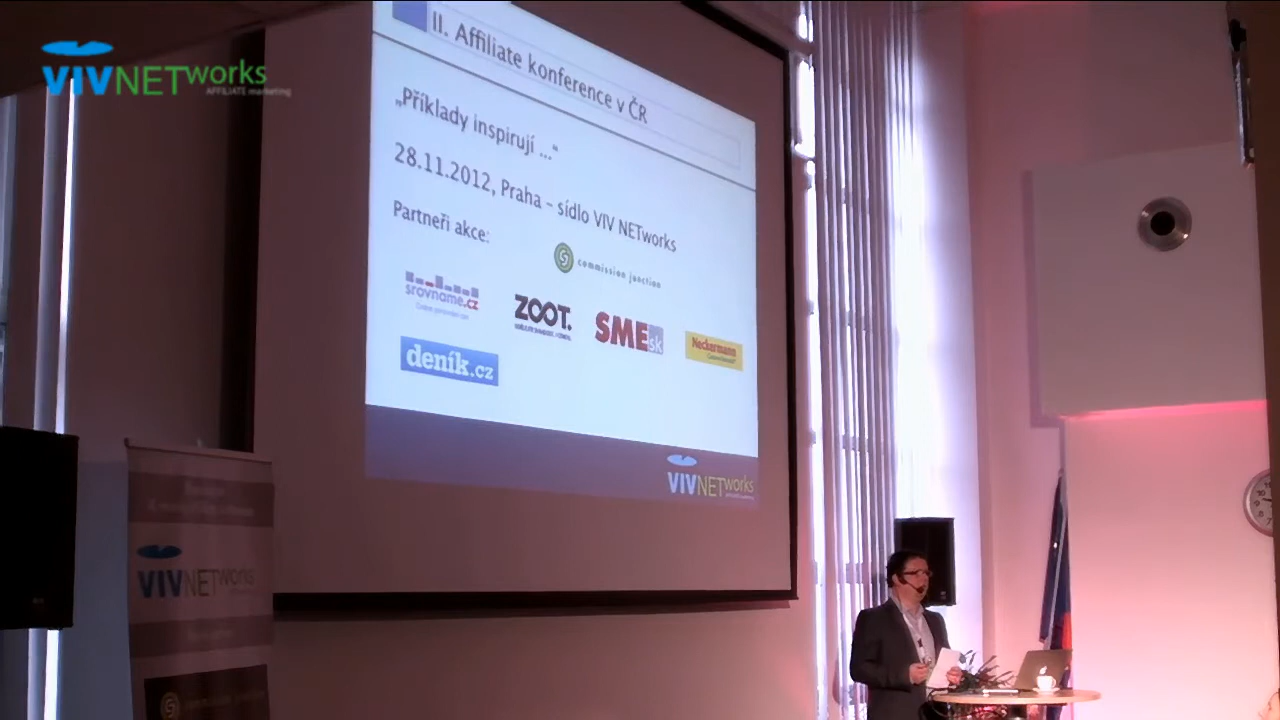 VIVNETworks
AFFILIATE marketing
II. Affiliate konference v ČR
„Příklady inspirují ...“
28.11.2012, Praha – sídlo VIV NETworks
Partneři akce:
commission junction
srovname.cz
ZOOT.
SME.sk
Neckermann
deník.cz
VIVNETworks
VIVNETworks